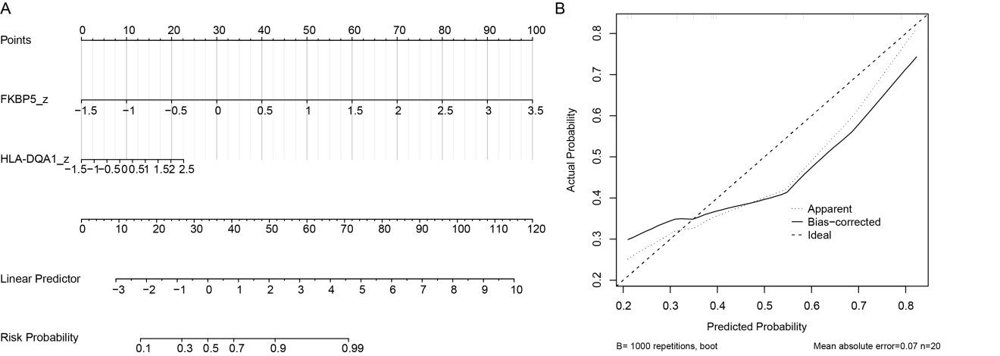 A
Points
0 10 20 30 40 50 60 70 80 90 100
FKBP5_z
−1.5 −1 −0.5 0 0.5 1 1.5 2 2.5 3 3.5
HLA-DQA1_z
−1.5 −1 −0.5 0 0.5 1 1.5 2 2.5
0 10 20 30 40 50 60 70 80 90 100 110 120
Linear Predictor
−3 −2 −1 0 1 2 3 4 5 6 7 8 9 10
Risk Probability
0.1 0.3 0.5 0.7 0.9 0.99
B
Actual Probability
0.8
0.7
0.6
0.5
0.4
0.3
0.2
Apparent
Bias−corrected
Ideal
0.2 0.3 0.4 0.5 0.6 0.7 0.8
Predicted Probability
B= 1000 repetitions, boot
Mean absolute error=0.07 n=20